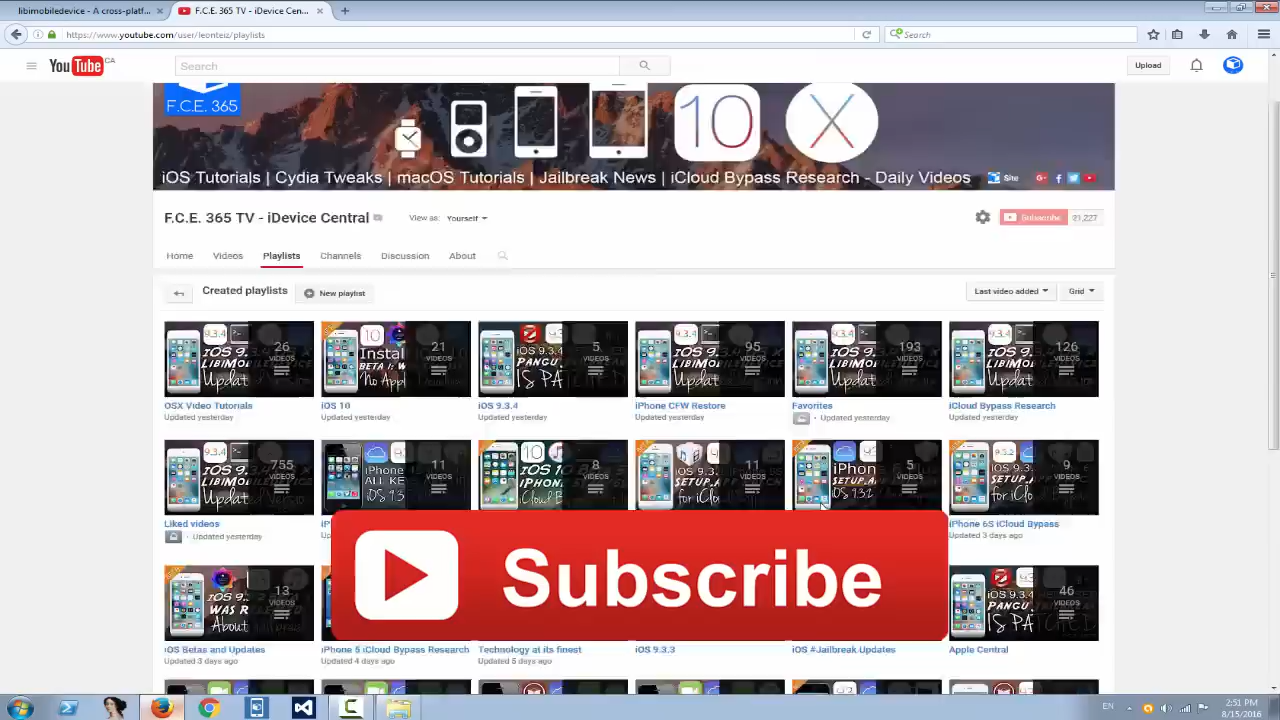 libimobiledevice - A cross-platf...
F.C.E. 365 TV - iDevice Cen...
https://www.youtube.com/user/leonteiz/playlists
Search
YouTube CA
Search
Upload
F.C.E. 365
10 X
iOS Tutorials | Cydia Tweaks | macOS Tutorials | Jailbreak News | iCloud Bypass Research - Daily Videos
Site
F.C.E. 365 TV - iDevice Central
View as: Yourself
Subscribe 21,227
Home Videos Playlists Channels Discussion About
Created playlists
New playlist
Last video added
Grid
26 VIDEOS
21 VIDEOS
5 VIDEOS
95 VIDEOS
193 VIDEOS
126 VIDEOS
OSX Video Tutorials
Updated yesterday
iOS 10
Updated yesterday
iOS 9.3.4
Updated yesterday
iPhone CFW Restore
Updated yesterday
Favorites
· Updated yesterday
iCloud Bypass Research
Updated yesterday
755 VIDEOS
11 VIDEOS
8 VIDEOS
11 VIDEOS
5 VIDEOS
9 VIDEOS
Liked videos
· Updated yesterday
iPhone 6S iCloud Bypass
Updated 3 days ago
Subscribe
13 VIDEOS
46 VIDEOS
iOS Betas and Updates
Updated 3 days ago
iPhone 5 iCloud Bypass Research
Updated 4 days ago
Technology at its finest
Updated 5 days ago
iOS 9.3.3
iOS #Jailbreak Updates
Apple Central
EN
2:51 PM
8/15/2016